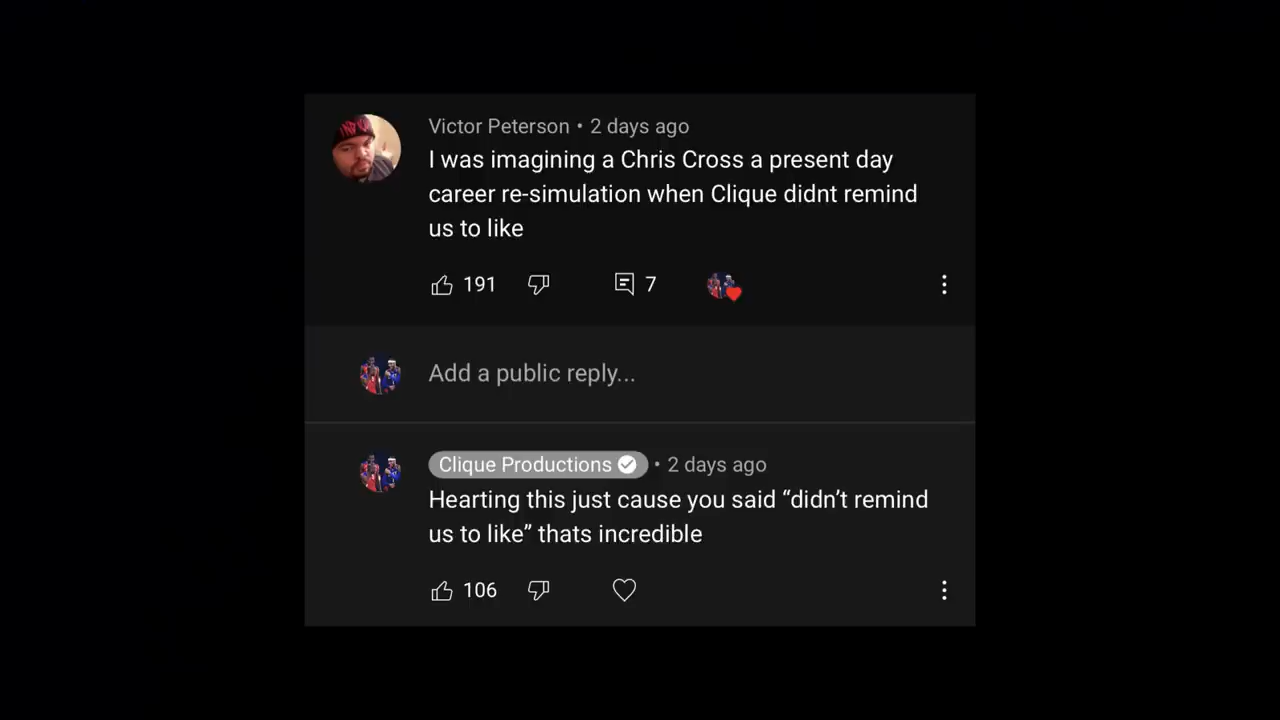 Victor Peterson • 2 days ago
I was imagining a Chris Cross a present day
career re-simulation when Clique didnt remind
us to like
191
7
Add a public reply...
Clique Productions • 2 days ago
Hearting this just cause you said “didn’t remind
us to like” thats incredible
106